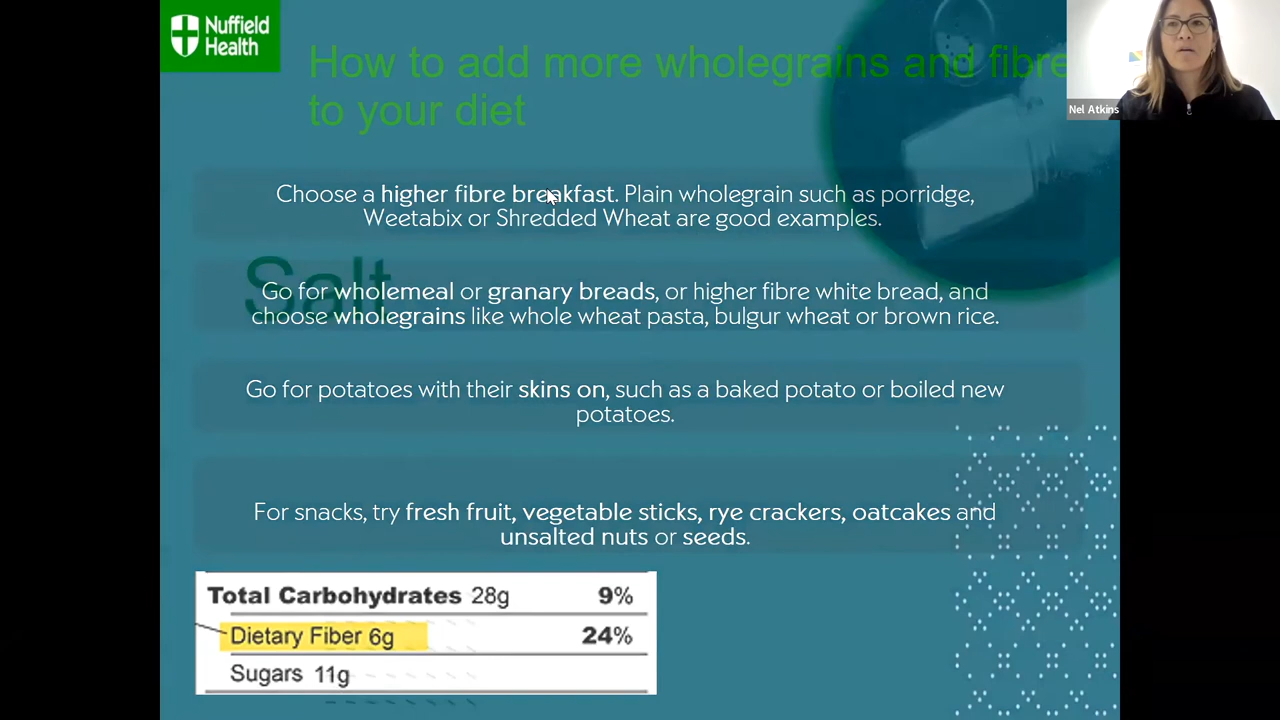 Nuffield
Health
How to add more wholegrains and fibre
to your diet
Nel Atkins
Choose a higher fibre breakfast. Plain wholegrain such as porridge,
Weetabix or Shredded Wheat are good examples.
Salt
Go for wholemeal or granary breads, or higher fibre white bread, and
choose wholegrains like whole wheat pasta, bulgur wheat or brown rice.
Go for potatoes with their skins on, such as a baked potato or boiled new
potatoes.
For snacks, try fresh fruit, vegetable sticks, rye crackers, oatcakes and
unsalted nuts or seeds.
Total Carbohydrates 28g 9%
Dietary Fiber 6g 24%
Sugars 11g